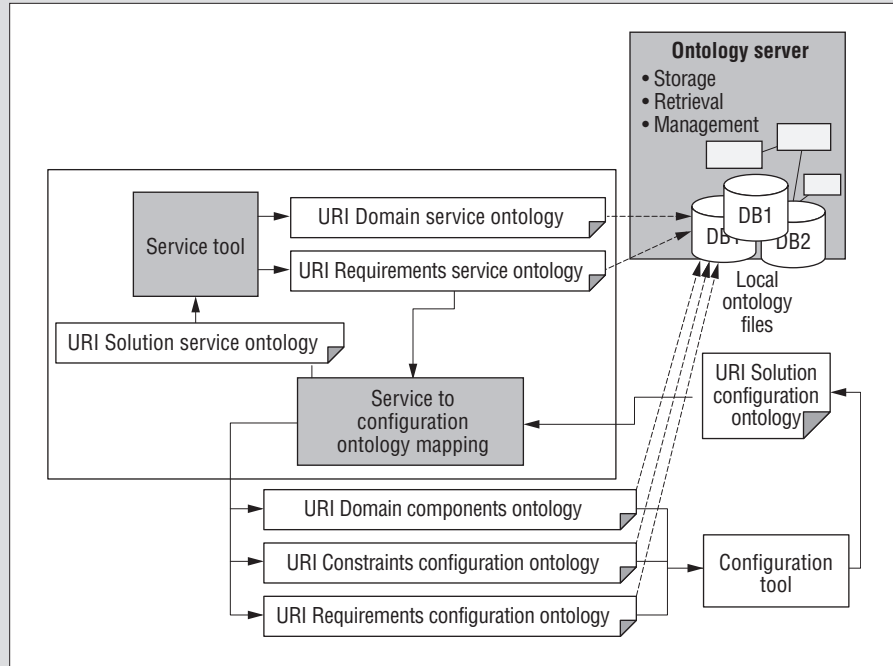 Ontology server
• Storage
• Retrieval
• Management
DB1
DB1
DB2
Local
ontology
files
Service tool
URI Domain service ontology
URI Requirements service ontology
URI Solution service ontology
Service to
configuration
ontology mapping
URI Solution
configuration
ontology
URI Domain components ontology
URI Constraints configuration ontology
URI Requirements configuration ontology
Configuration
tool